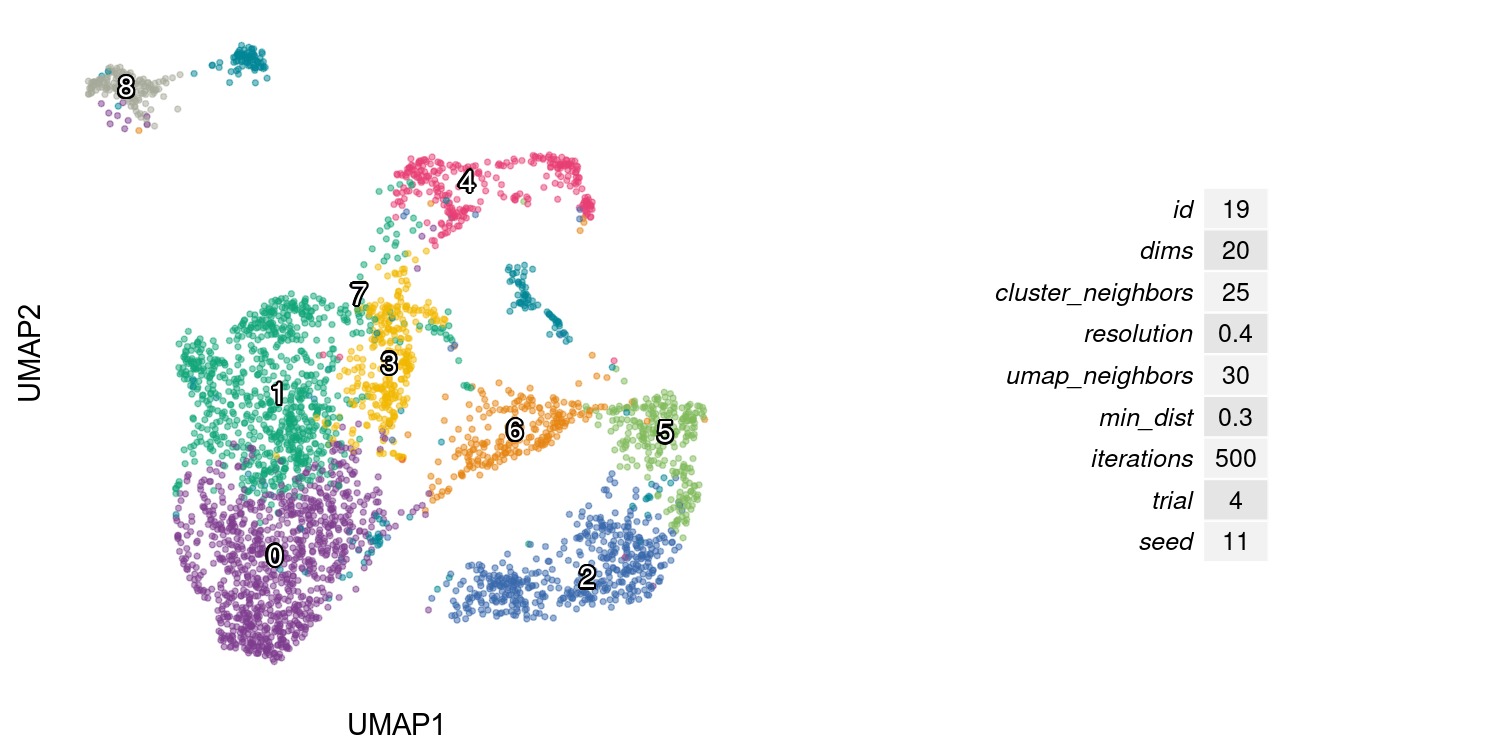 8
4
7
3
1
6
5
0
2
UMAP2
UMAP1
id 19
dims 20
cluster_neighbors 25
resolution 0.4
umap_neighbors 30
min_dist 0.3
iterations 500
trial 4
seed 11